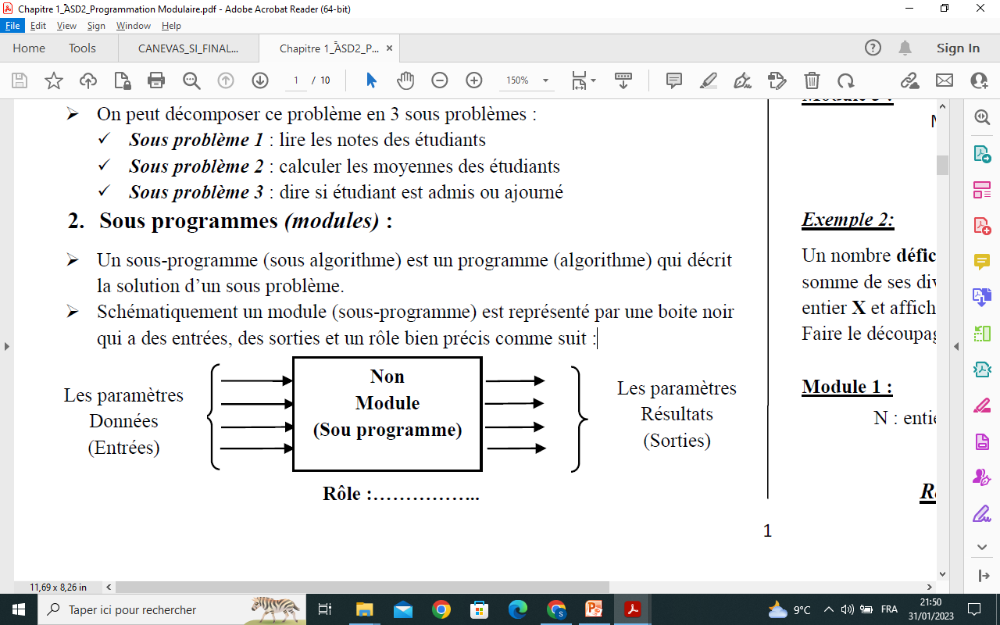 Chapitre 1_ASD2_Programmation Modulaire.pdf - Adobe Acrobat Reader (64-bit)
File Edit View Sign Window Help
Home Tools CANEVAS_SI_FINAL... Chapitre 1_ASD2_P... Sign In
1 / 10 150%
➢ On peut décomposer ce problème en 3 sous problèmes :
✓ Sous problème 1 : lire les notes des étudiants
✓ Sous problème 2 : calculer les moyennes des étudiants
✓ Sous problème 3 : dire si étudiant est admis ou ajourné
2. Sous programmes (modules) :
➢ Un sous-programme (sous algorithme) est un programme (algorithme) qui décrit
la solution d’un sous problème.
➢ Schématiquement un module (sous-programme) est représenté par une boite noir
qui a des entrées, des sorties et un rôle bien précis comme suit :
Les paramètres
Données
(Entrées)
Non
Module
(Sou programme)
Les paramètres
Résultats
(Sorties)
Rôle :……………..
1
Exemple 2:
Un nombre défic
somme de ses div
entier X et affich
Faire le découpag
Module 1 :
N : entie
11,69 x 8,26 in
Taper ici pour rechercher
9°C FRA
21:50
31/01/2023